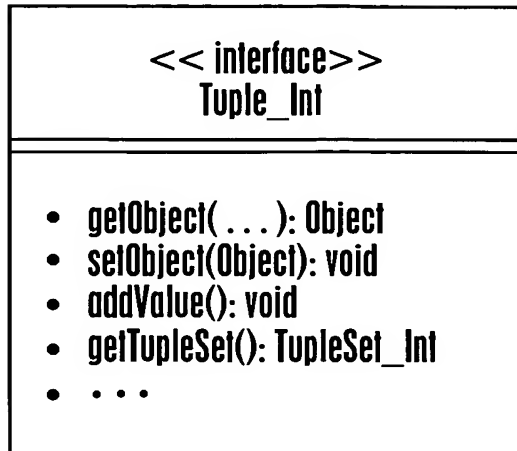 << interface>>
Tuple_Int
• getObject( . . . ): Object
• setObject(Object): void
• addValue(): void
• getTupleSet(): TupleSet_Int
• • • •